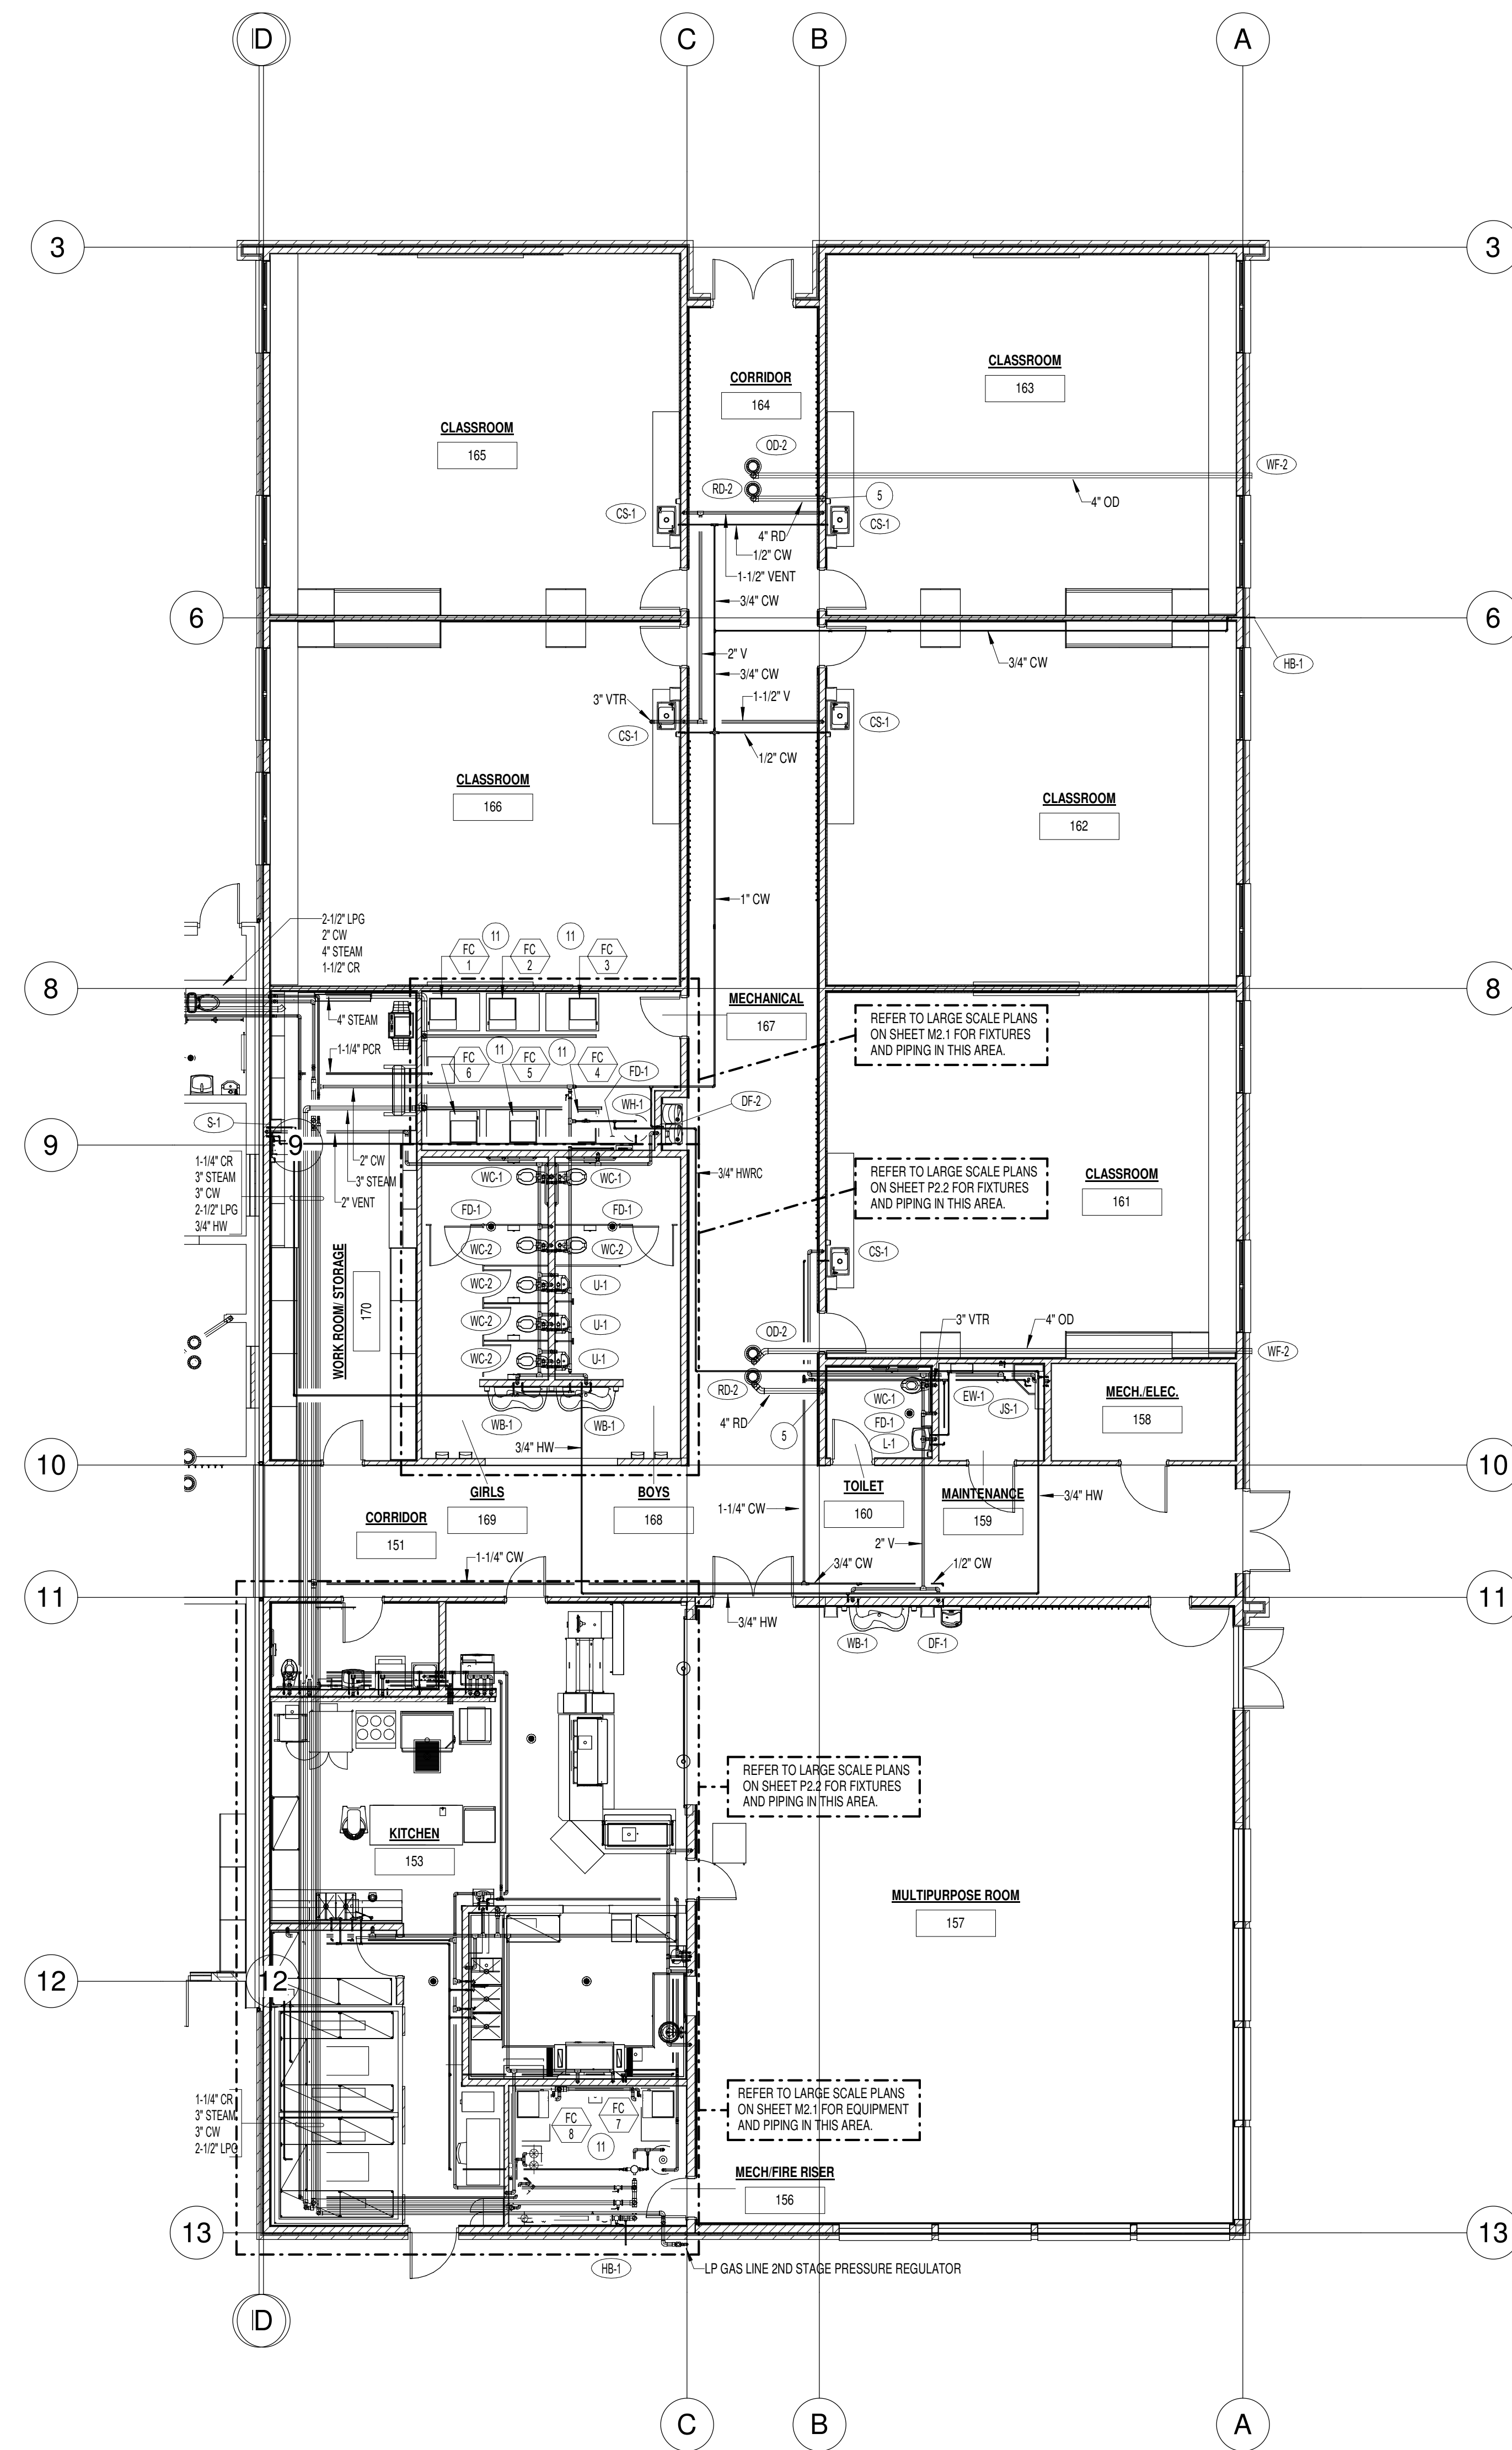 D
C
B
A
3
3
CLASSROOM
163
CORRIDOR
164
CLASSROOM
165
OD-2
WF-2
RD-2
5
4" OD
CS-1
CS-1
4" RD
1/2" CW
1-1/2" VENT
3/4" CW
6
6
2" V
3/4" CW
HB-1
3/4" CW
3" VTR
1-1/2" V
CS-1
CS-1
1/2" CW
CLASSROOM
166
CLASSROOM
162
1" CW
2-1/2" LPG
2" CW
4" STEAM
1-1/2" CR
FC
1
11
FC
2
11
FC
3
8
8
MECHANICAL
167
REFER TO LARGE SCALE PLANS
ON SHEET M2.1 FOR FIXTURES
AND PIPING IN THIS AREA.
4" STEAM
1-1/4" PCR
FC
6
11
FC
5
11
FC
4
FD-1
WH-1
DF-2
S-1
9
9
1-1/4" CR
3" STEAM
3" CW
2-1/2" LPG
3/4" HW
2" CW
3" STEAM
2" VENT
WC-1
WC-1
3/4" HWRC
REFER TO LARGE SCALE PLANS
ON SHEET P2.2 FOR FIXTURES
AND PIPING IN THIS AREA.
CLASSROOM
161
FD-1
FD-1
WC-2
WC-2
CS-1
WORK ROOM/ STORAGE
170
WC-2
U-1
WC-2
U-1
WC-2
U-1
OD-2
3" VTR
4" OD
WF-2
RD-2
4" RD
WC-1
EW-1
JS-1
FD-1
L-1
MECH./ELEC.
158
WB-1
WB-1
3/4" HW
5
10
10
GIRLS
169
BOYS
168
CORRIDOR
151
1-1/4" CW
TOILET
160
MAINTENANCE
159
3/4" HW
2" V
1-1/4" CW
3/4" CW
1/2" CW
11
11
3/4" HW
WB-1
DF-1
REFER TO LARGE SCALE PLANS
ON SHEET P2.2 FOR FIXTURES
AND PIPING IN THIS AREA.
KITCHEN
153
MULTIPURPOSE ROOM
157
12
12
1-1/4" CR
3" STEAM
3" CW
2-1/2" LPG
REFER TO LARGE SCALE PLANS
ON SHEET M2.1 FOR EQUIPMENT
AND PIPING IN THIS AREA.
FC
8
FC
7
11
MECH/FIRE RISER
156
13
13
HB-1
LP GAS LINE 2ND STAGE PRESSURE REGULATOR
D
C
B
A